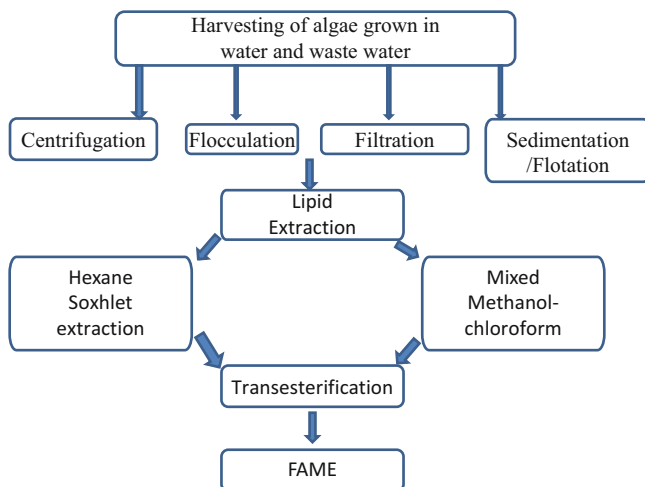 Harvesting of algae grown in
water and waste water
Centrifugation
Flocculation
Filtration
Sedimentation
/Flotation
Lipid
Extraction
Hexane
Soxhlet
extraction
Mixed
Methanol-
chloroform
Transesterification
FAME